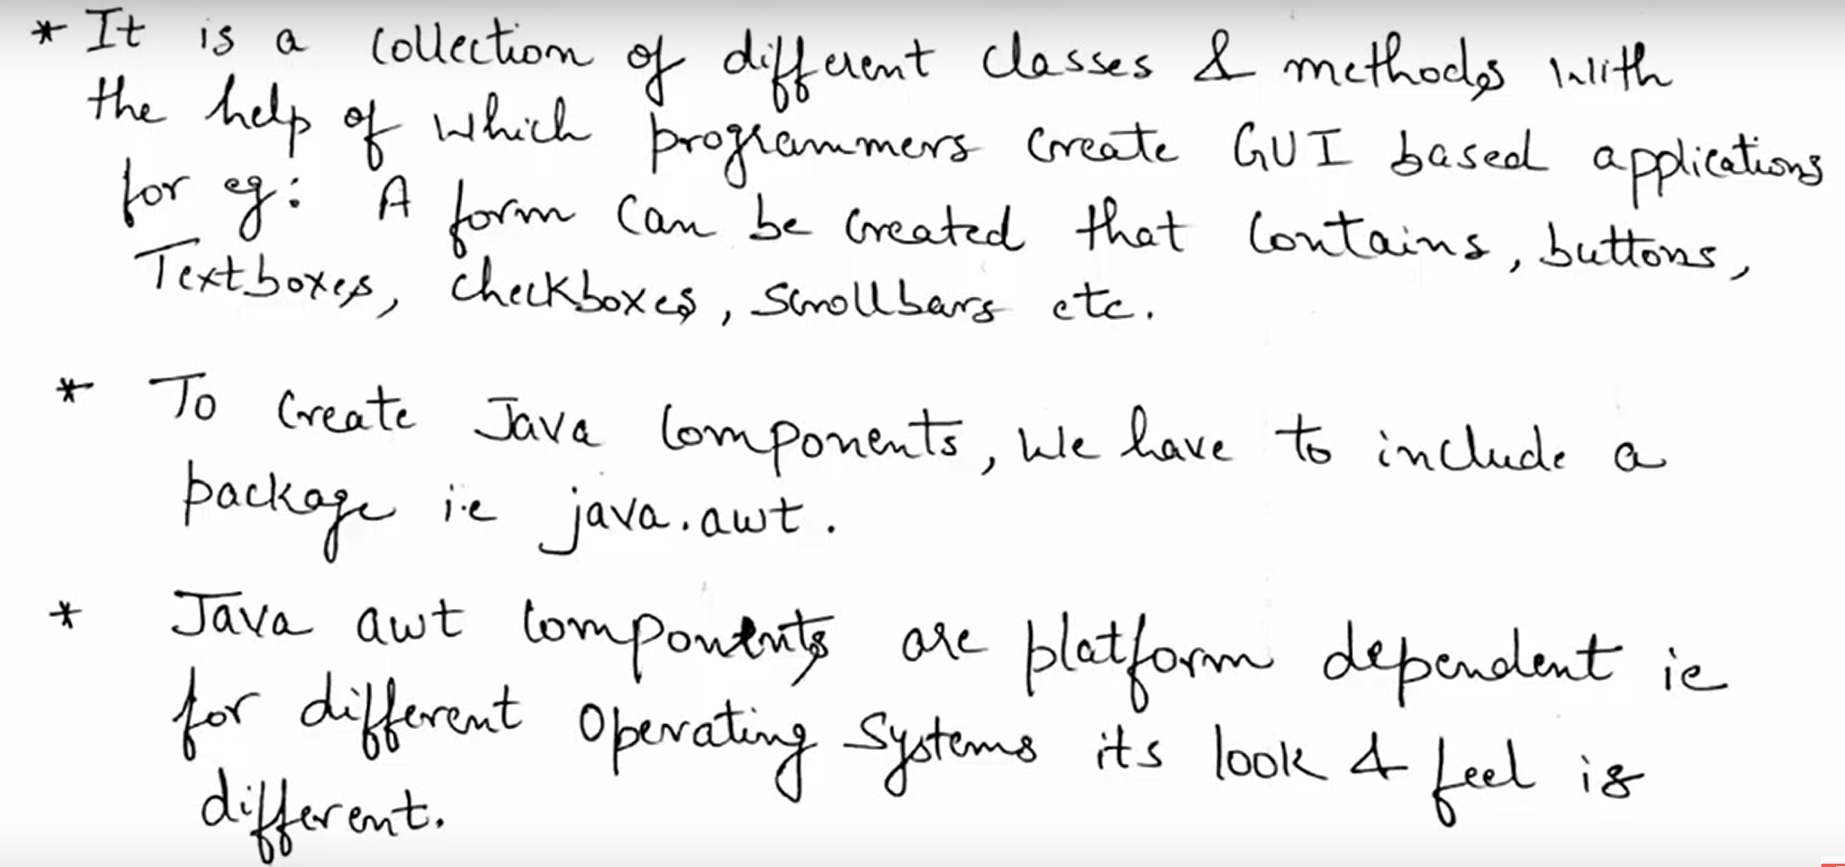 * It is a collection of different classes & methods with
the help of which programmers create GUI based applications
for eg: A form can be created that contains, buttons,
Textboxes, checkboxes, scrollbars etc.
* To create Java components, we have to include a
package i.e java.awt.
* Java awt components are platform dependent ie
for different operating systems its look & feel is
different.